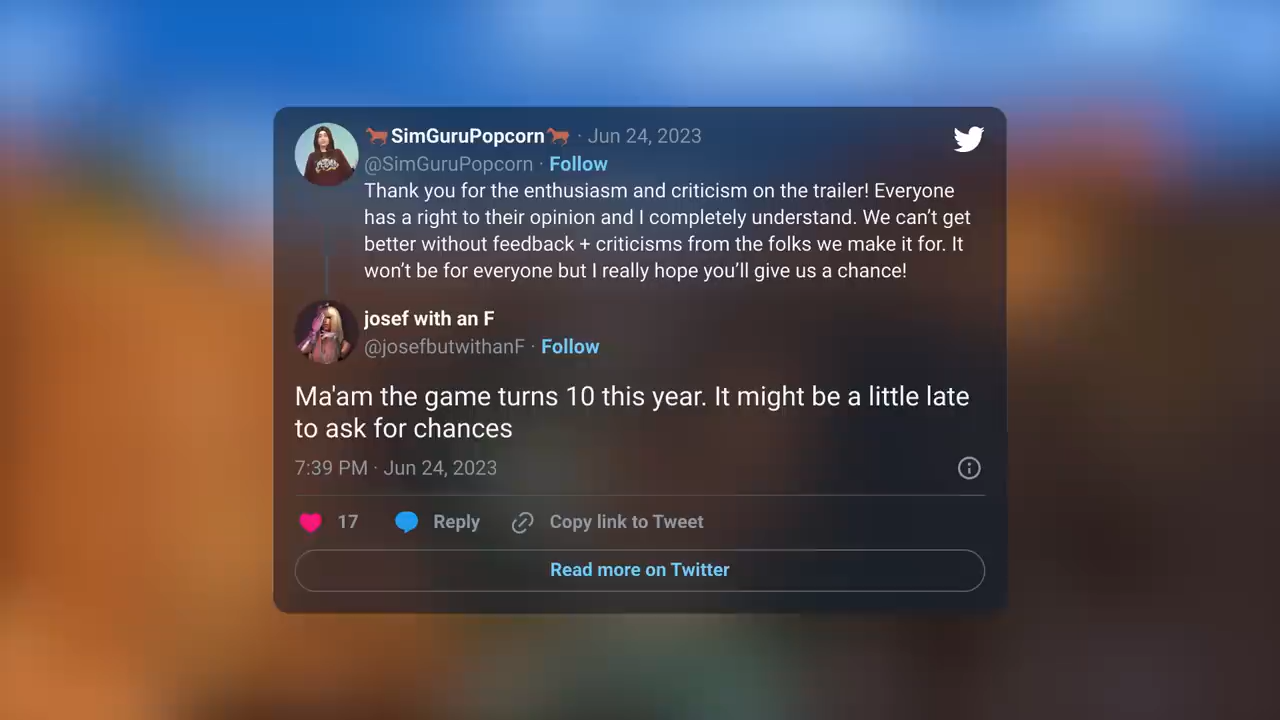 🐎SimGuruPopcorn🐎 · Jun 24, 2023
@SimGuruPopcorn · Follow
Thank you for the enthusiasm and criticism on the trailer! Everyone
has a right to their opinion and I completely understand. We can’t get
better without feedback + criticisms from the folks we make it for. It
won’t be for everyone but I really hope you’ll give us a chance!
josef with an F
@josefbutwithanF · Follow
Ma'am the game turns 10 this year. It might be a little late
to ask for chances
7:39 PM · Jun 24, 2023
17 Reply Copy link to Tweet
Read more on Twitter